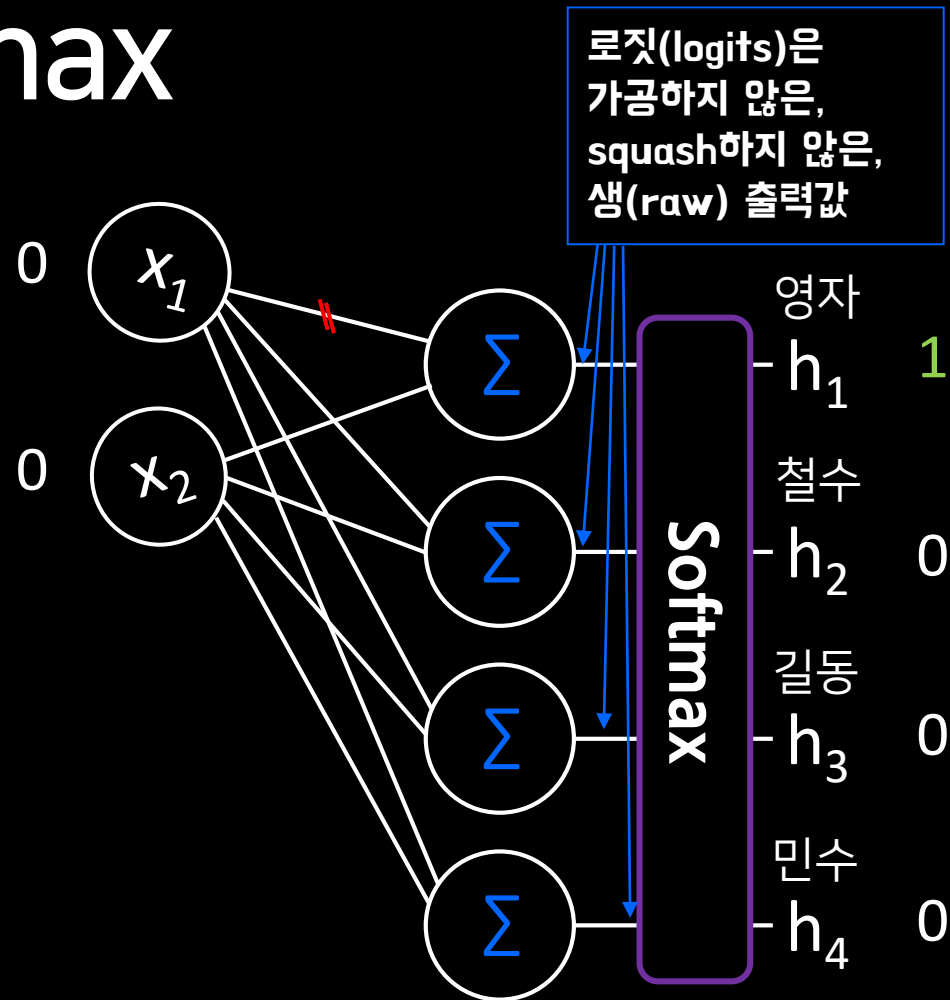 max
로짓(logits)은
가공하지 않은,
squash하지 않은,
생(raw) 출력값
0
x1
0
x2
Σ
Σ
Σ
Σ
Softmax
영자
h1
1
철수
h2
0
길동
h3
0
민수
h4
0